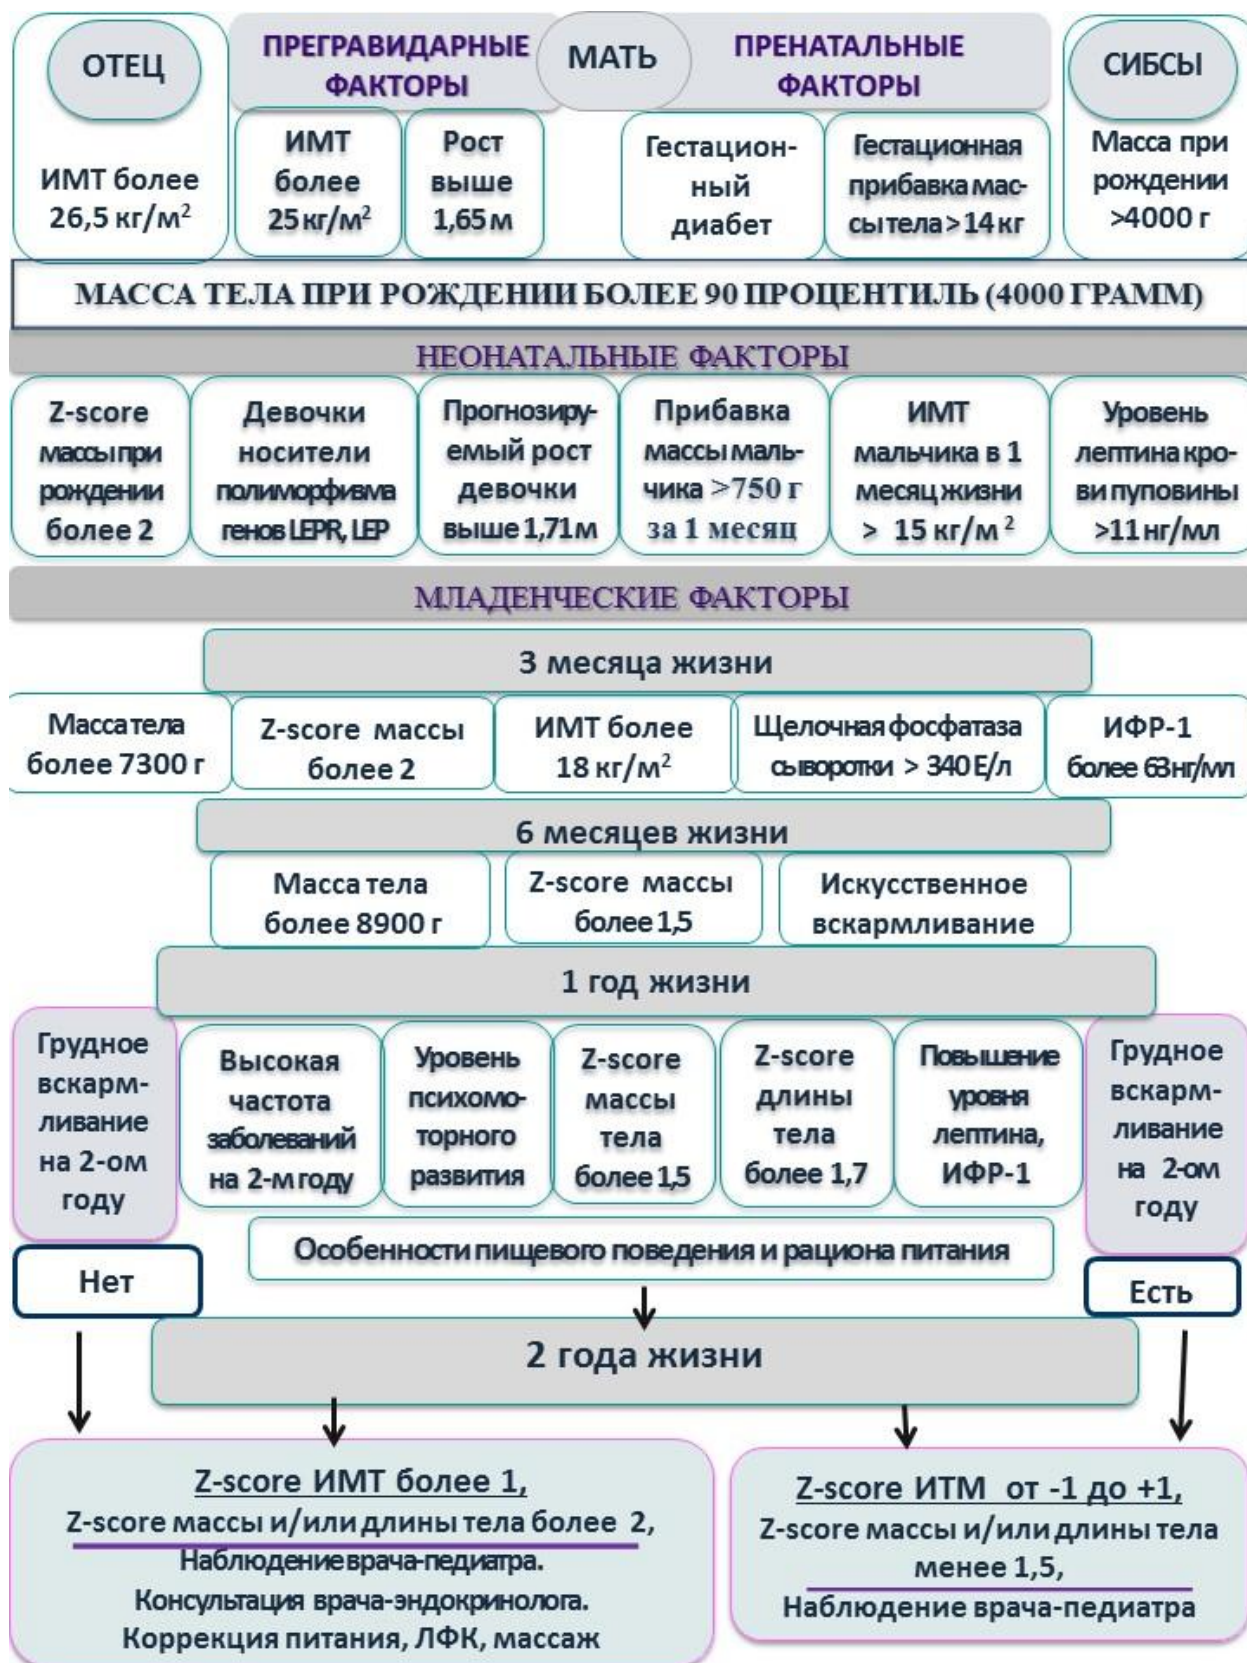 ОТЕЦ
ИМТ более
26,5 кг/м²
ПРЕГРАВИДАРНЫЕ
ФАКТОРЫ
МАТЬ
ПРЕНАТАЛЬНЫЕ
ФАКТОРЫ
СИБСЫ
ИМТ
более
25 кг/м²
Рост
выше
1,65 м
Гестацион-
ный
диабет
Гестационная
прибавка мас-
сы тела > 14 кг
Масса при
рождении
>4000 г
МАССА ТЕЛА ПРИ РОЖДЕНИИ БОЛЕЕ 90 ПРОЦЕНТИЛЬ (4000 ГРАММ)
НЕОНАТАЛЬНЫЕ ФАКТОРЫ
Z-score
массы при
рождении
более 2
Девочки
носители
полиморфизма
генов LEPR, LEP
Прогнозиру-
емый рост
девочки
выше 1,71 м
Прибавка
массы маль-
чика >750 г
за 1 месяц
ИМТ
мальчика в 1
месяц жизни
> 15 кг/м ²
Уровень
лептина кро-
ви пуповины
>11 нг/мл
МЛАДЕНЧЕСКИЕ ФАКТОРЫ
3 месяца жизни
Масса тела
более 7300 г
Z-score массы
более 2
ИМТ более
18 кг/м²
Щелочная фосфатаза
сыворотки > 340 Е/л
ИФР-1
более 63 нг/мл
6 месяцев жизни
Масса тела
более 8900 г
Z-score массы
более 1,5
Искусственное
вскармливание
1 год жизни
Грудное
вскарм-
ливание
на 2-ом
году
Высокая
частота
заболеваний
на 2-м году
Уровень
психомо-
торного
развития
Z-score
массы
тела
более 1,5
Z-score
длины
тела
более 1,7
Повышение
уровня
лептина,
ИФР-1
Грудное
вскарм-
ливание
на 2-ом
году
Особенности пищевого поведения и рациона питания
Нет
Есть
2 года жизни
Z-score ИМТ более 1,
Z-score массы и/или длины тела более 2,
Наблюдение врача-педиатра.
Консультация врача-эндокринолога.
Коррекция питания, ЛФК, массаж
Z-score ИТМ от -1 до +1,
Z-score массы и/или длины тела
менее 1,5,
Наблюдение врача-педиатра